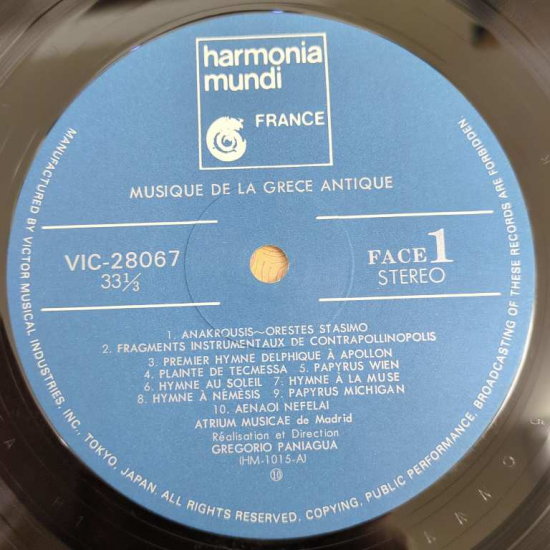 harmonia
mundi
FRANCE
MUSIQUE DE LA GRECE ANTIQUE
VIC-28067
33 1/3
FACE 1
STEREO
1. ANAKROUSIS~ORESTES STASIMO
2. FRAGMENTS INSTRUMENTAUX DE CONTRAPOLLINOPOLIS
3. PREMIER HYMNE DELPHIQUE À APOLLON
4. PLAINTE DE TECMESSA 5. PAPYRUS WIEN
6. HYMNE AU SOLEIL 7. HYMNE À LA MUSE
8. HYMNE À NÉMÉSIS 9. PAPYRUS MICHIGAN
10. AENAOI NEFELAI
ATRIUM MUSICAE de Madrid
Réalisation et Direction
GREGORIO PANIAGUA
(HM-1015-A)
⑩
MANUFACTURED BY VICTOR MUSICAL INDUSTRIES, INC., TOKYO, JAPAN. ALL RIGHTS RESERVED, COPYING, PUBLIC PERFORMANCE, BROADCASTING OF THESE RECORDS ARE FORBIDDEN